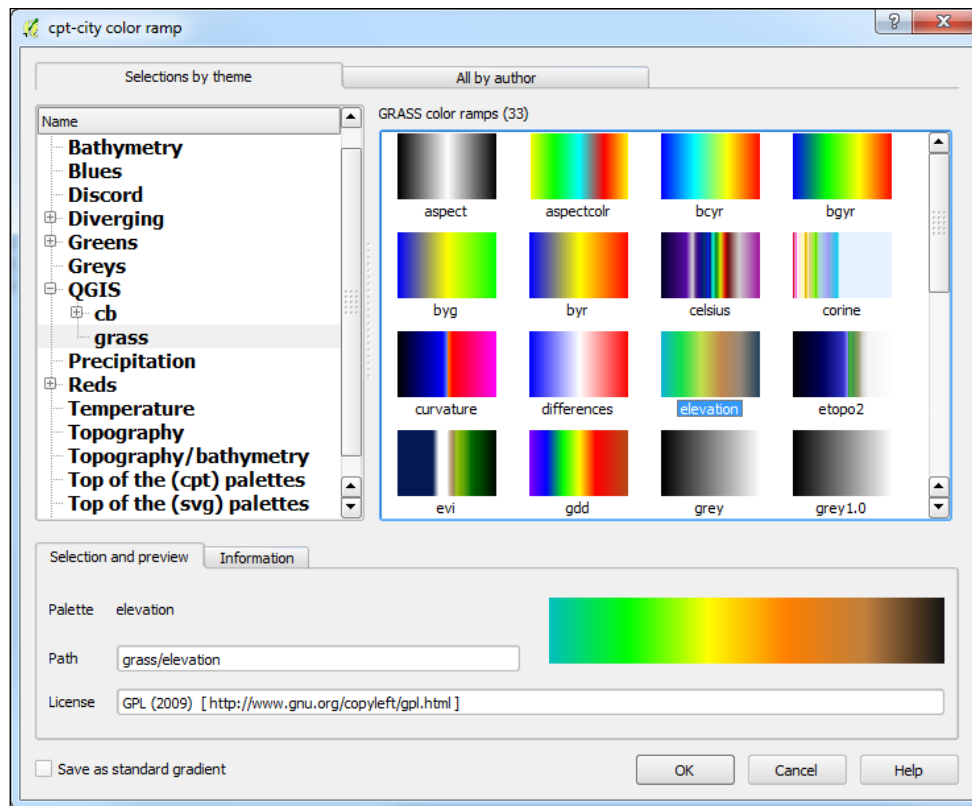 cpt-city color ramp
Selections by theme
All by author
Name
Bathymetry
Blues
Discord
Diverging
Greens
Greys
QGIS
cb
grass
Precipitation
Reds
Temperature
Topography
Topography/bathymetry
Top of the (cpt) palettes
Top of the (svg) palettes
GRASS color ramps (33)
aspect aspectcolr bcyr bgyr
byg byr celsius corine
curvature differences elevation etopo2
evi gdd grey grey1.0
Selection and preview
Information
Palette elevation
Path grass/elevation
License GPL (2009) [ http://www.gnu.org/copyleft/gpl.html ]
Save as standard gradient
OK Cancel Help